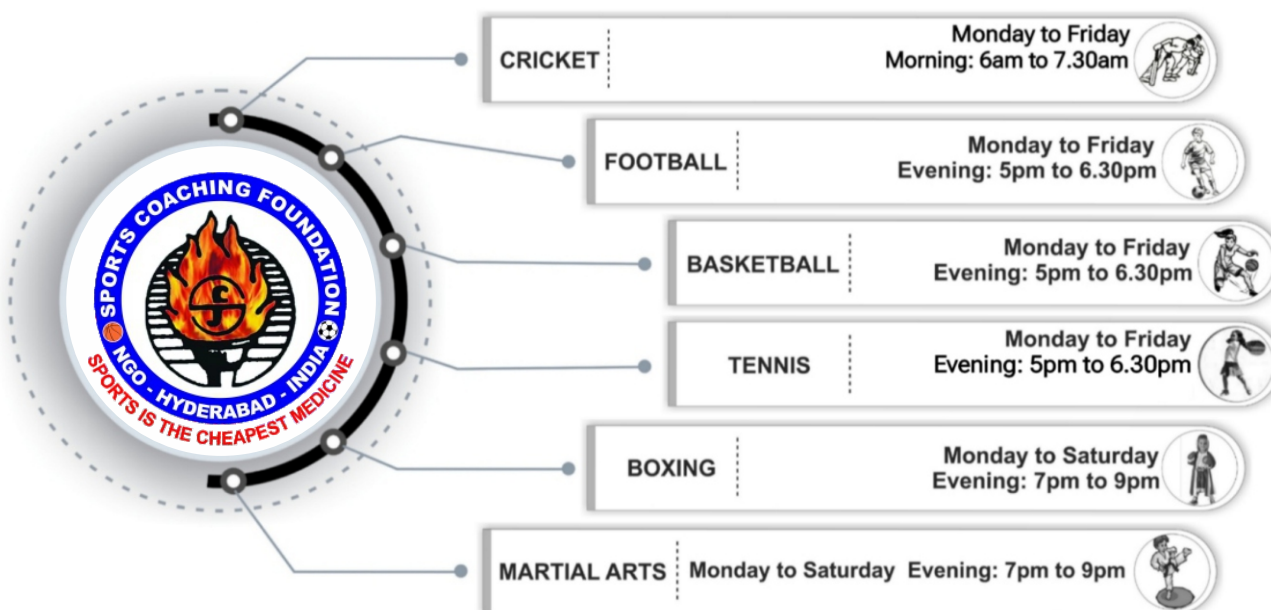 SPORTS COACHING FOUNDATION
NGO - HYDERABAD - INDIA
SPORTS IS THE CHEAPEST MEDICINE
CRICKET
Monday to Friday
Morning: 6am to 7.30am
FOOTBALL
Monday to Friday
Evening: 5pm to 6.30pm
BASKETBALL
Monday to Friday
Evening: 5pm to 6.30pm
TENNIS
Monday to Friday
Evening: 5pm to 6.30pm
BOXING
Monday to Saturday
Evening: 7pm to 9pm
MARTIAL ARTS
Monday to Saturday Evening: 7pm to 9pm